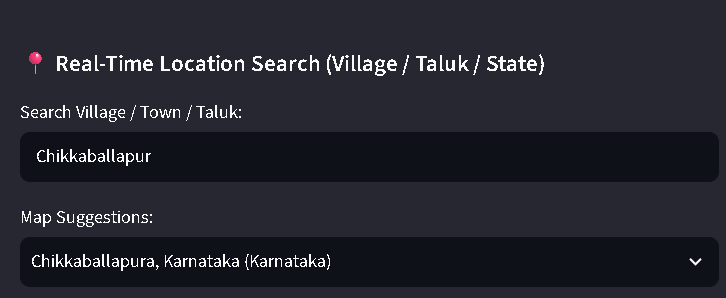 Real-Time Location Search (Village / Taluk / State)
Search Village / Town / Taluk:
Chikkaballapur
Map Suggestions:
Chikkaballapura, Karnataka (Karnataka)